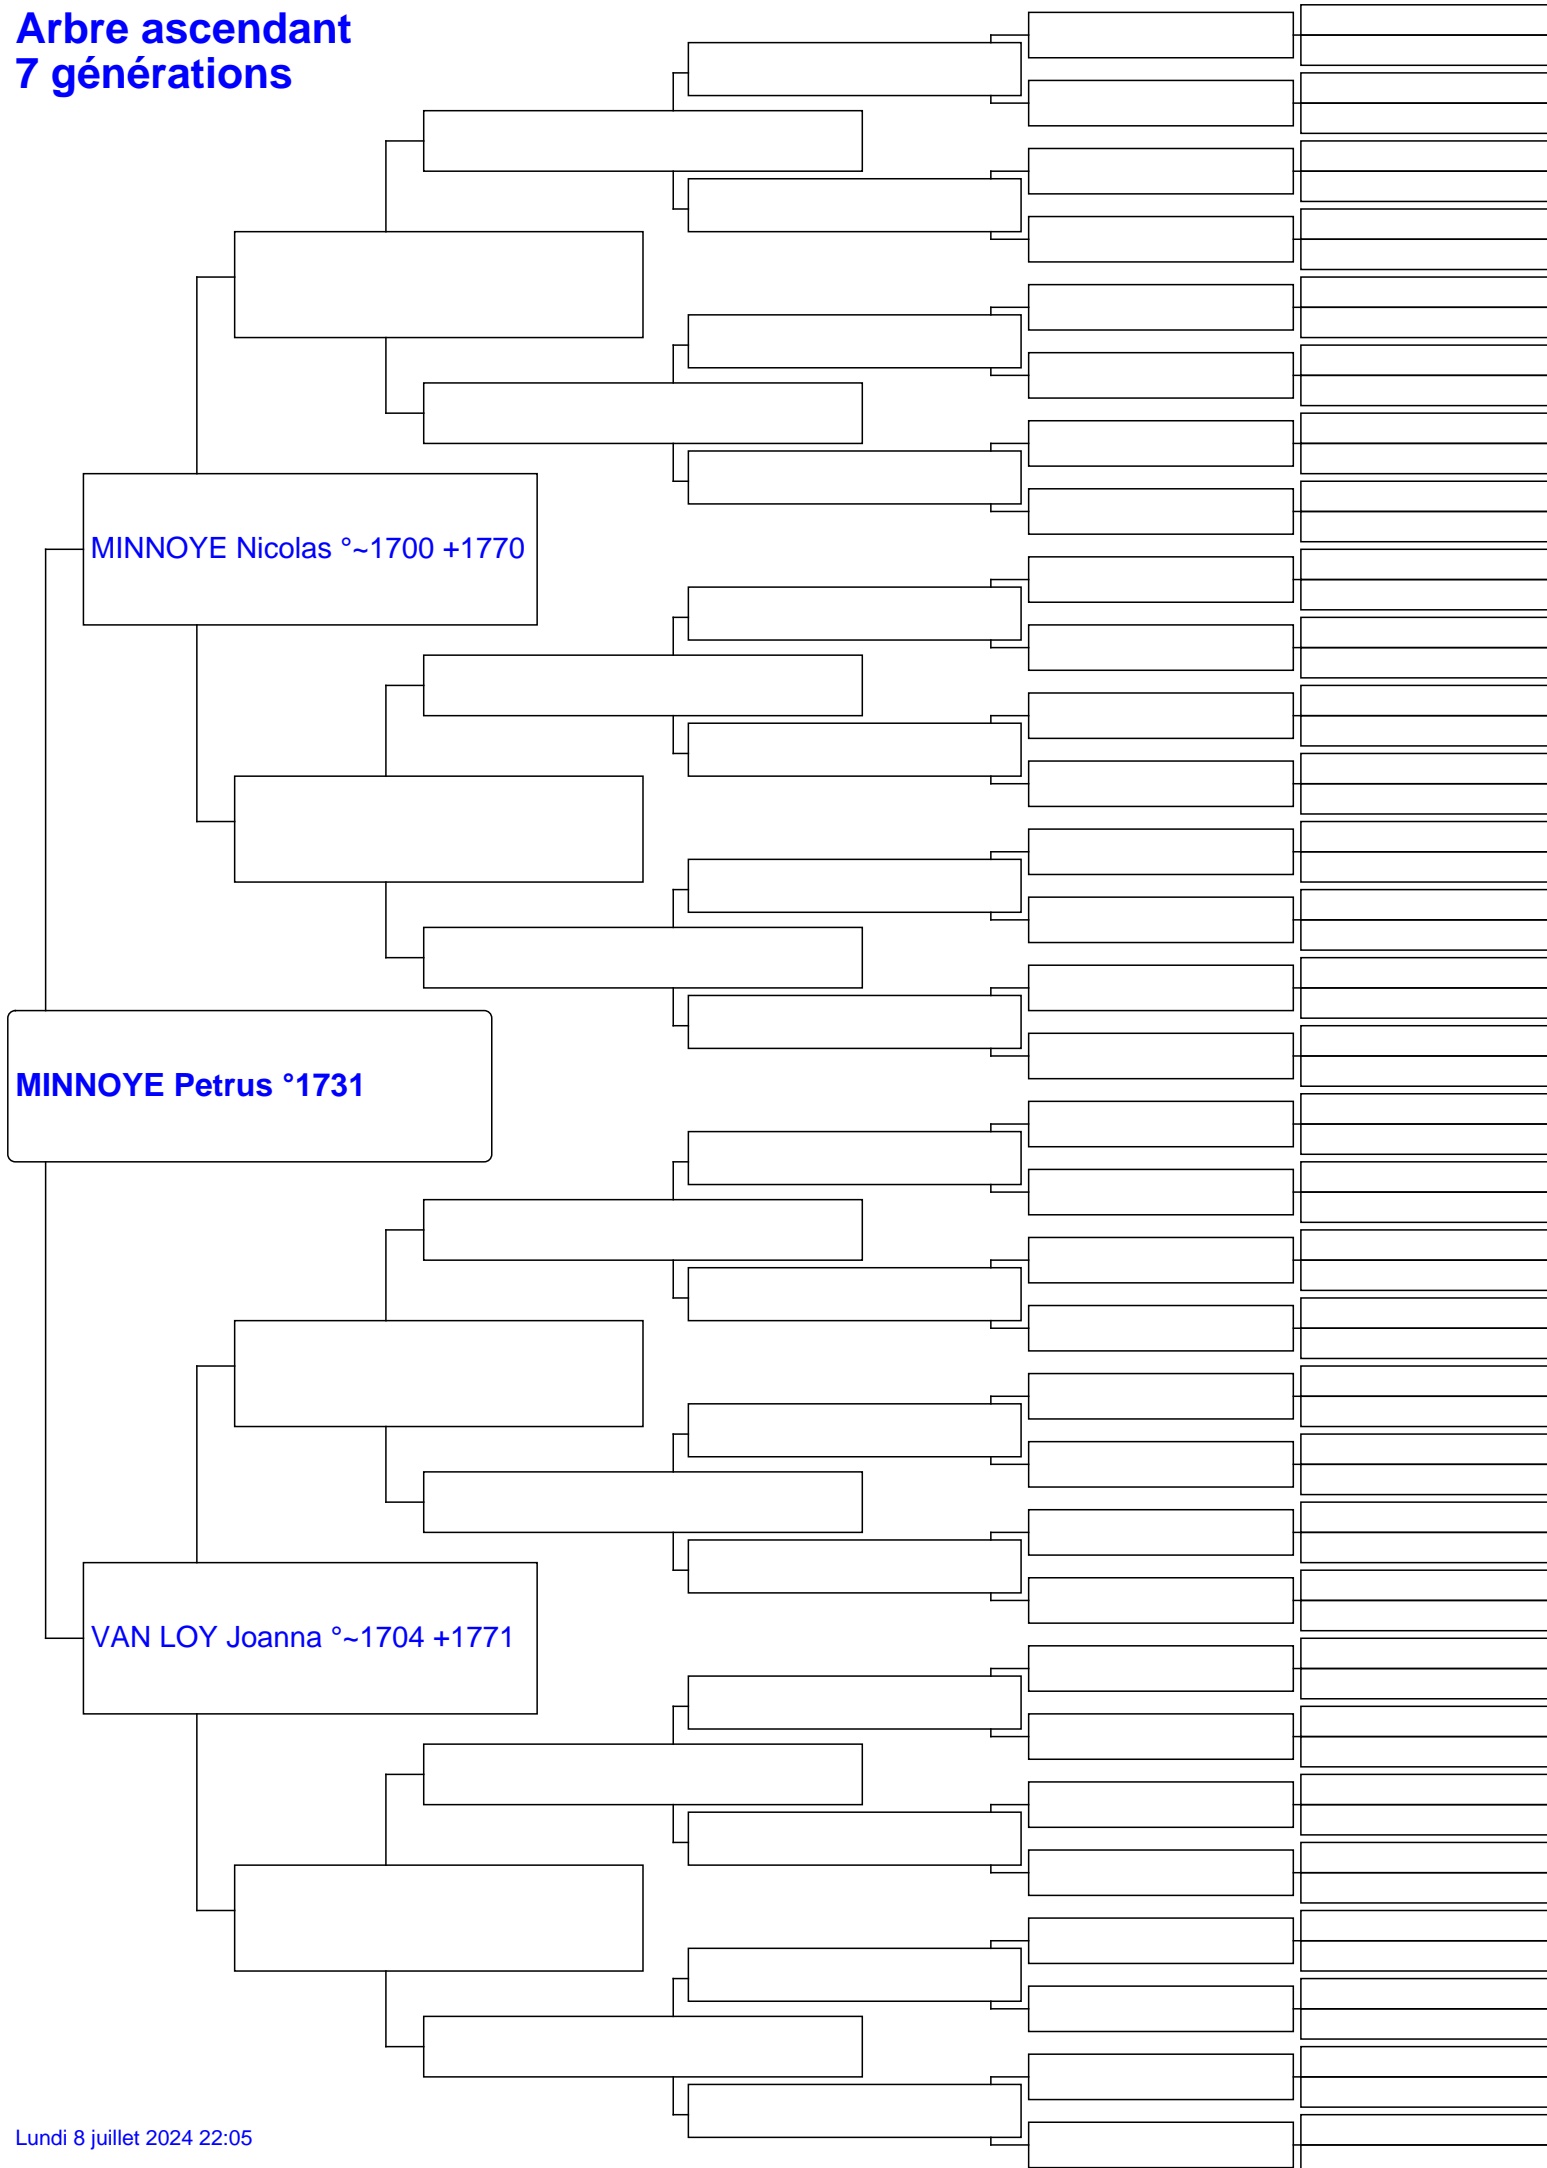 Arbre ascendant
7 générations
MINNOYE Nicolas °~1700 +1770
MINNOYE Petrus °1731
VAN LOY Joanna °~1704 +1771
Lundi 8 juillet 2024 22:05